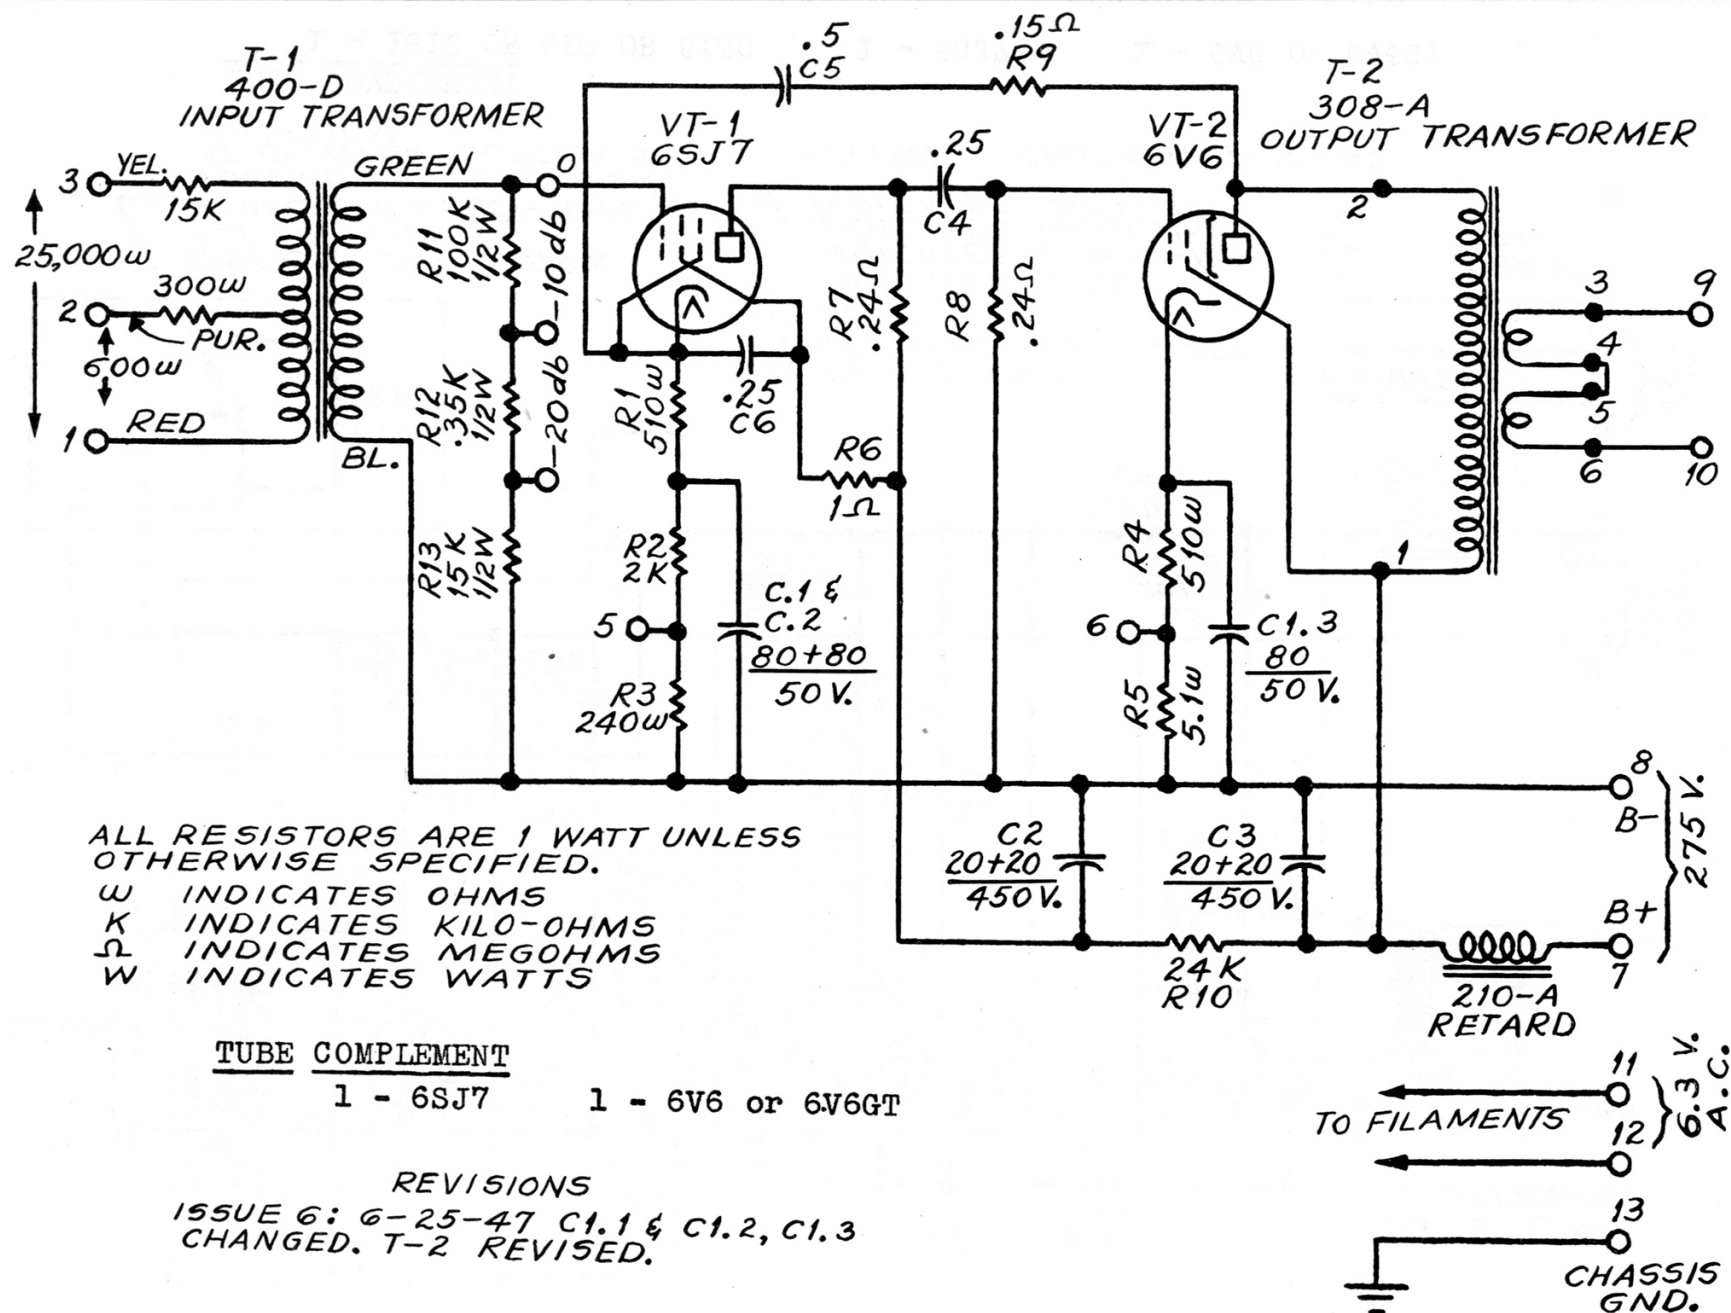 T-1
400-D
INPUT TRANSFORMER
.5
C5
.15Ω
R9
T-2
308-A
OUTPUT TRANSFORMER
VT-1
6SJ7
.25
C4
VT-2
6V6
3
YEL.
15K
GREEN
0
25,000ω
300ω
2
PUR.
600ω
1
RED
BL.
R11
100K
1/2W
-10db
R12
.35K
1/2W
-20db
R13
15K
1/2W
R1
510ω
.25
C6
R6
1Ω
R7
.24Ω
R8
.24Ω
2
3
9
4
5
6
10
1
R2
2K
5
R3
240ω
C.1 &
C.2
80+80
50V.
R4
510ω
6
R5
5.1ω
C1.3
80
50V.
8
B-
275V.
B+
7
C2
20+20
450V.
C3
20+20
450V.
24K
R10
210-A
RETARD
ALL RESISTORS ARE 1 WATT UNLESS
OTHERWISE SPECIFIED.
ω INDICATES OHMS
K INDICATES KILO-OHMS
Ω INDICATES MEGOHMS
W INDICATES WATTS
TUBE COMPLEMENT
1 - 6SJ7 1 - 6V6 or 6V6GT
11
TO FILAMENTS
12
6.3 V.
A.C.
REVISIONS
ISSUE 6: 6-25-47 C1.1 & C1.2, C1.3
CHANGED. T-2 REVISED.
13
CHASSIS
GND.